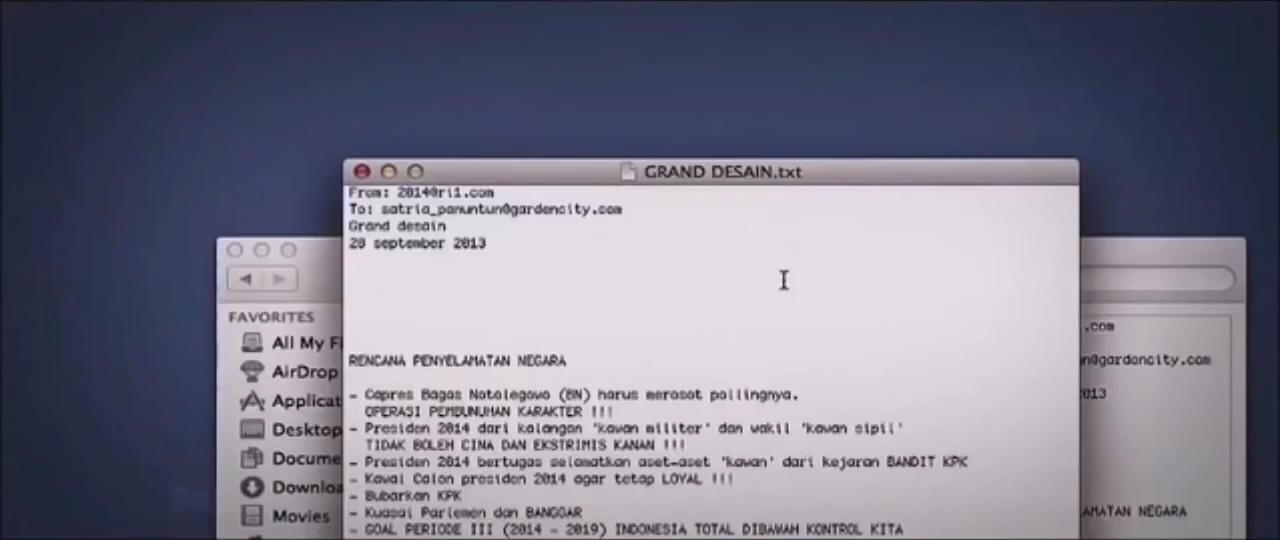 GRAND DESAIN.txt
From: 2014@ri1.com
To: satria_panuntun@gardencity.com
Grand desain
20 september 2013
RENCANA PENYELAMATAN NEGARA
- Capres Bagas Notolegowo (BN) harus merosot pollingnya.
OPERASI PEMBUNUHAN KARAKTER !!!
- Presiden 2014 dari kalangan 'kawan militer' dan wakil 'kawan sipil'
TIDAK BOLEH CINA DAN EKSTRIMIS KANAN !!!
- Presiden 2014 bertugas selamatkan aset-aset 'kawan' dari kejaran BANDIT KPK
- Kawal Calon presiden 2014 agar tetap LOYAL !!!
- Bubarkan KPK
- Kuasai Parlemen dan BANGGAR
- GOAL PERIODE III (2014 - 2019) INDONESIA TOTAL DIBAWAH KONTROL KITA
FAVORITES
All My Fi
AirDrop
Applicat
Desktop
Docume
Downloa
Movies
.com
n@gardencity.com
013
AMATAN NEGARA